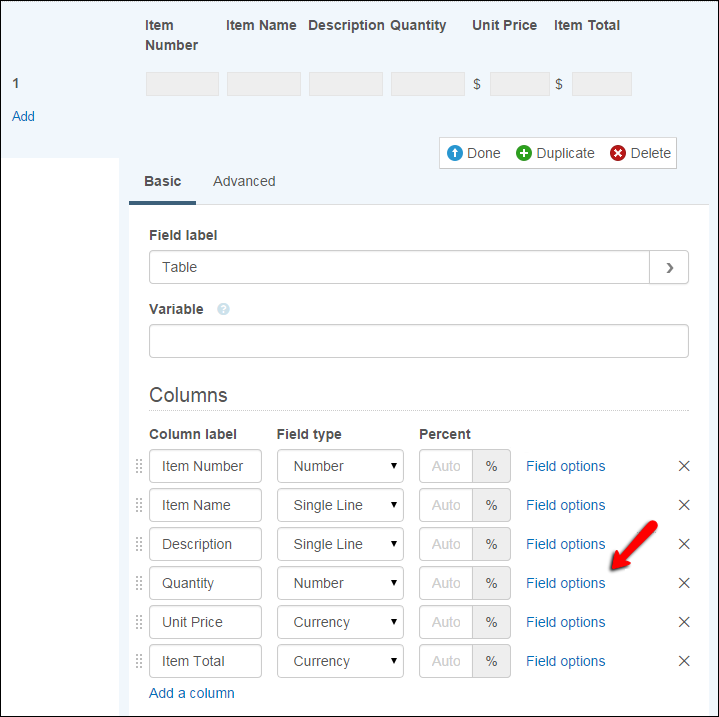 Item Number Item Name Description Quantity Unit Price Item Total
1 $ $
Add
Done Duplicate Delete
Basic Advanced
Field label
Table
Variable ?
Columns
Column label Field type Percent
Item Number Number Auto % Field options
Item Name Single Line Auto % Field options
Description Single Line Auto % Field options
Quantity Number Auto % Field options
Unit Price Currency Auto % Field options
Item Total Currency Auto % Field options
Add a column